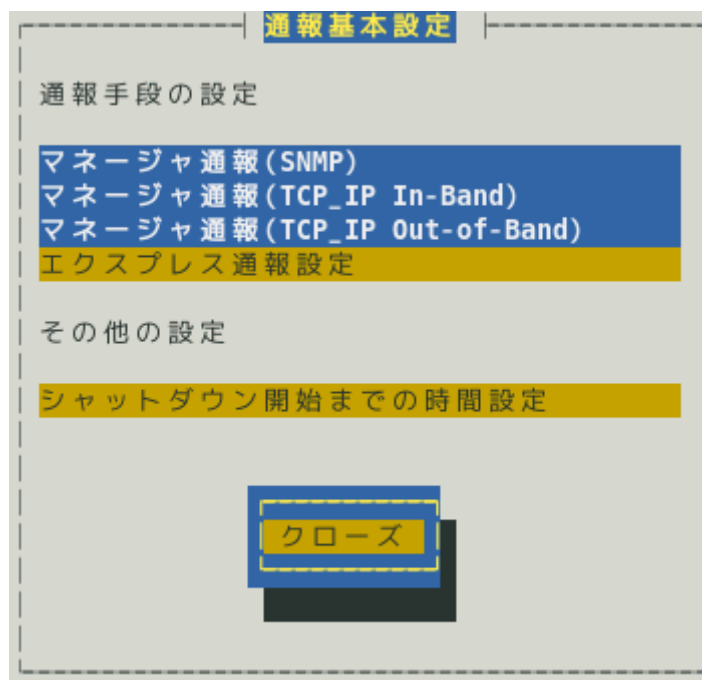 通報基本設定
通報手段の設定
マネージャ通報(SNMP)
マネージャ通報(TCP_IP In-Band)
マネージャ通報(TCP_IP Out-of-Band)
エクスプレス通報設定
その他の設定
シャットダウン開始までの時間設定
クローズ